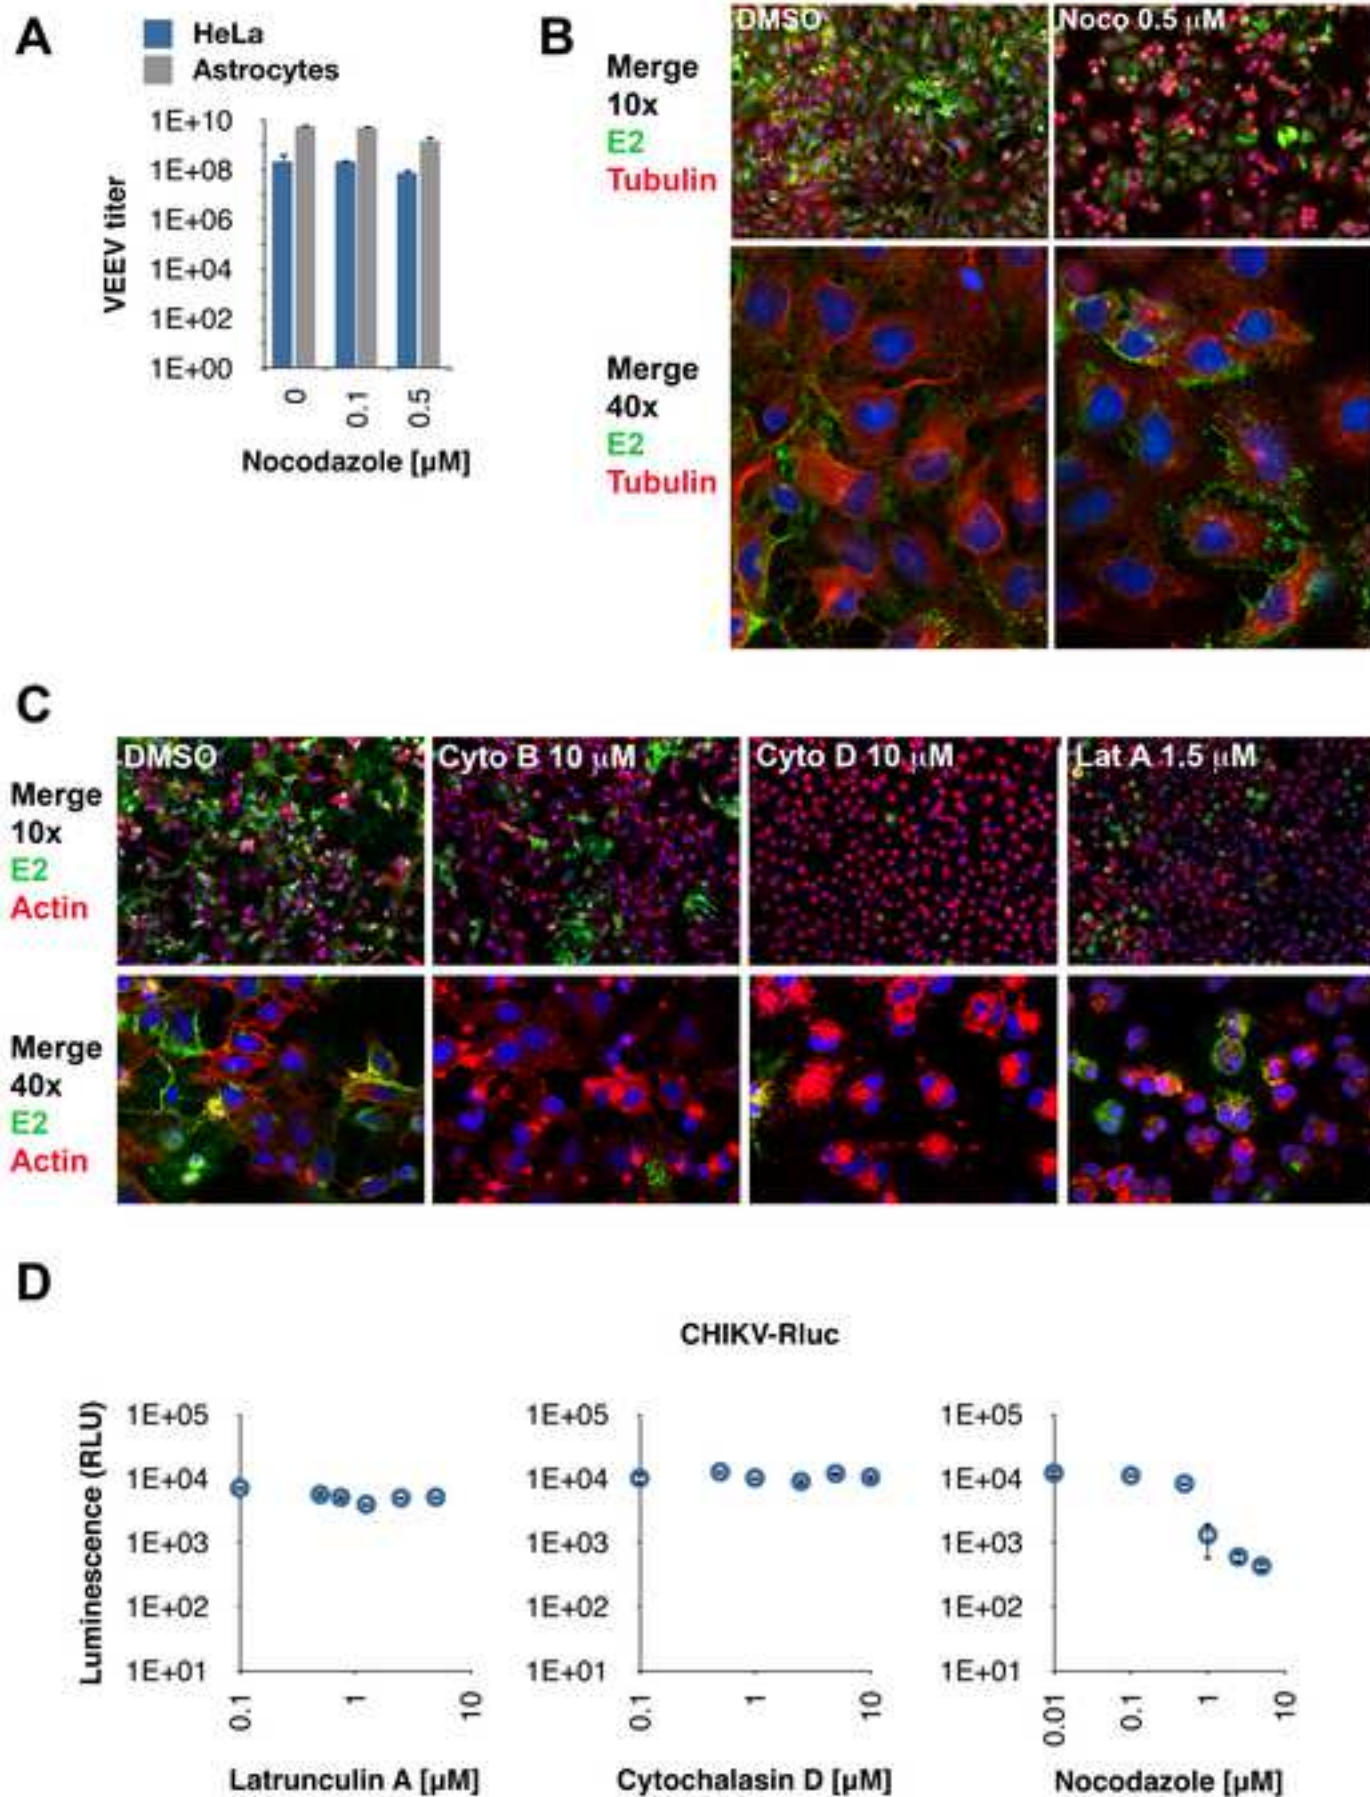 A
HeLa
Astrocytes
VEEV titer
1E+10
1E+08
1E+06
1E+04
1E+02
1E+00
0
0.1
0.5
Nocodazole [µM]
B
DMSO
Noco 0.5 µM
Merge
10x
E2
Tubulin
Merge
40x
E2
Tubulin
C
DMSO
Cyto B 10 µM
Cyto D 10 µM
Lat A 1.5 µM
Merge
10x
E2
Actin
Merge
40x
E2
Actin
D
CHIKV-Rluc
Luminescence (RLU)
1E+05
1E+04
1E+03
1E+02
1E+01
0.1
1
10
Latrunculin A [µM]
1E+05
1E+04
1E+03
1E+02
1E+01
0.1
1
10
Cytochalasin D [µM]
1E+05
1E+04
1E+03
1E+02
1E+01
0.01
0.1
1
10
Nocodazole [µM]